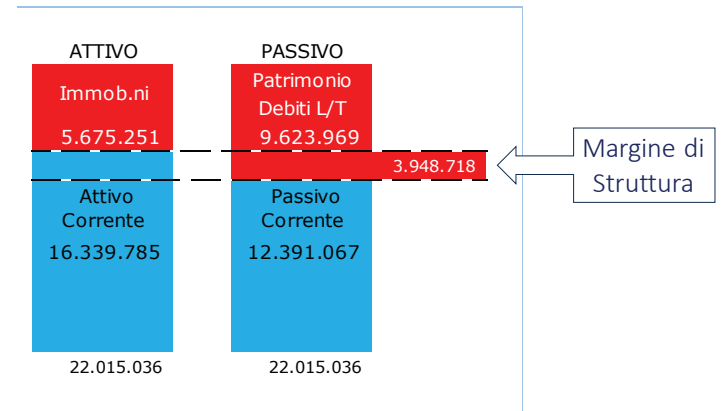 ATTIVO
PASSIVO
Immob.ni
5.675.251
Patrimonio
Debiti L/T
9.623.969
3.948.718
Margine di
Struttura
Attivo
Corrente
16.339.785
Passivo
Corrente
12.391.067
22.015.036
22.015.036